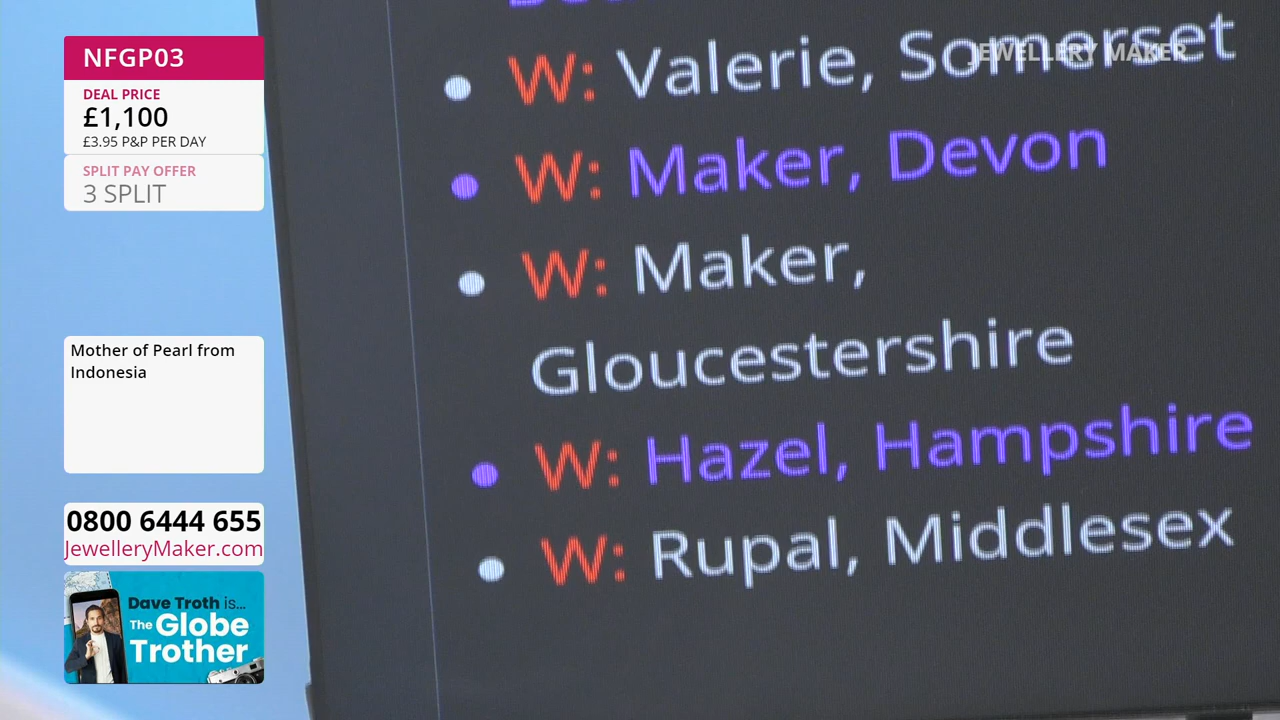 NFGP03
DEAL PRICE
£1,100
£3.95 P&P PER DAY
SPLIT PAY OFFER
3 SPLIT
Mother of Pearl from
Indonesia
0800 6444 655
JewelleryMaker.com
Dave Troth is...
The Globe
Trother
JEWELLERY MAKER
W: Valerie, Somerset
W: Maker, Devon
W: Maker,
Gloucestershire
W: Hazel, Hampshire
W: Rupal, Middlesex